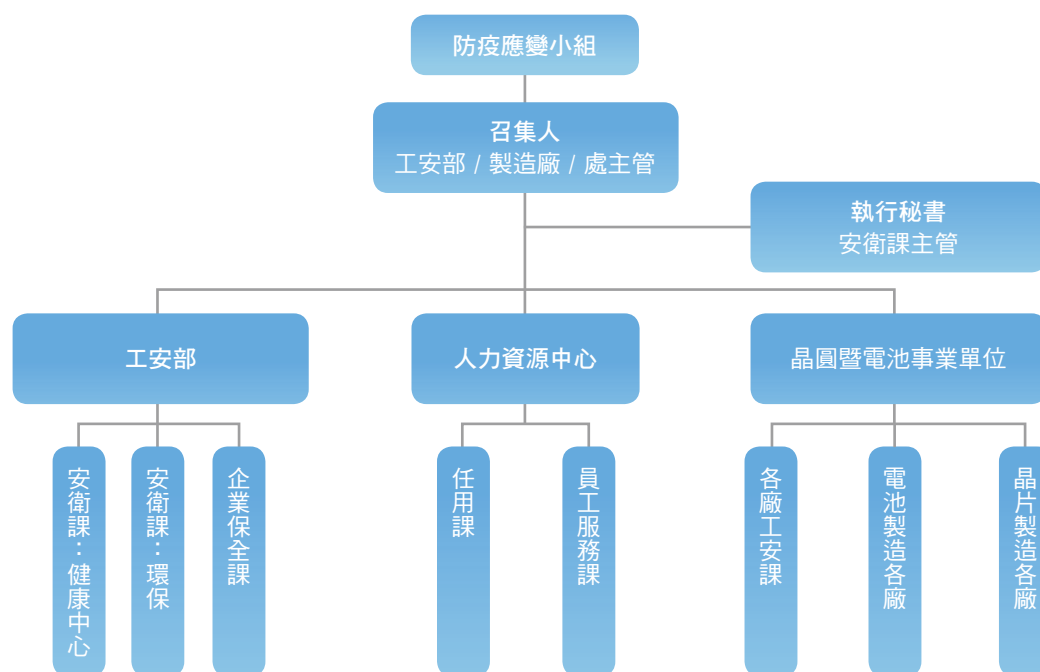 防疫應變小組
召集人
工安部 / 製造廠 / 處主管
執行秘書
安衛課主管
工安部
人力資源中心
晶圓暨電池事業單位
安衛課：健康中心
安衛課：環保
企業保全課
任用課
員工服務課
各廠工安課
電池製造各廠
晶片製造各廠